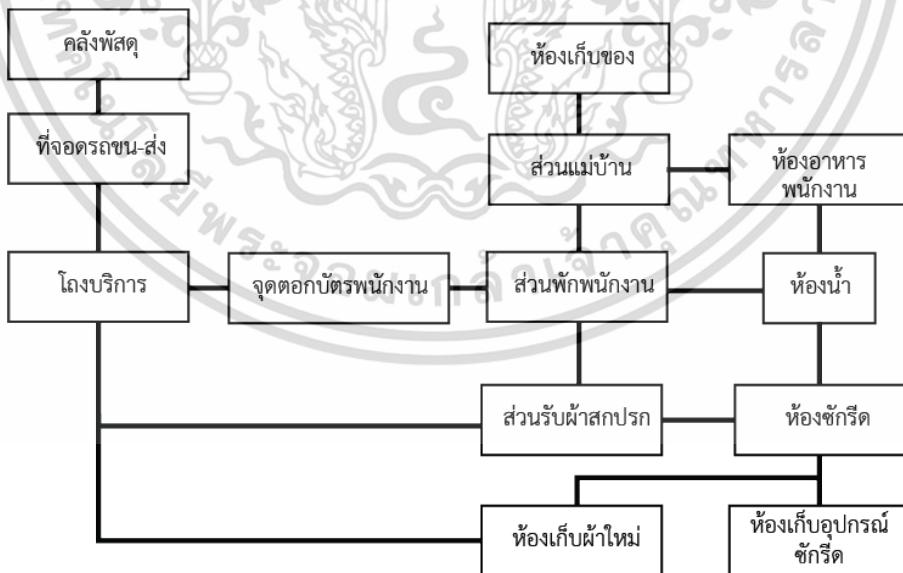 คลังพัสดุ
ห้องเก็บของ
ที่จอดรถขน-ส่ง
ส่วนแม่บ้าน
ห้องอาหาร
พนักงาน
โถงบริการ
จุดตอกบัตรพนักงาน
ส่วนพักพนักงาน
ห้องน้ำ
ส่วนรับผ้าสกปรก
ห้องซักรีด
ห้องเก็บผ้าใหม่
ห้องเก็บอุปกรณ์
ซักรีด